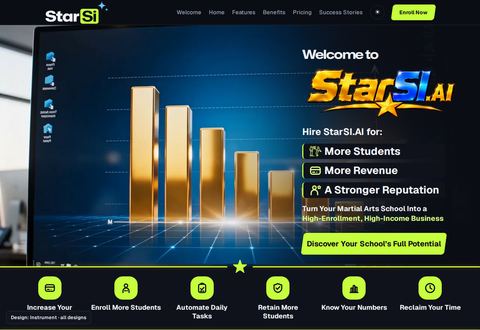 StarSi
Welcome
Home
Features
Benefits
Pricing
Success Stories
Enroll Now
Welcome to
StarSI.AI
Hire StarSI.AI for:
More Students
More Revenue
A Stronger Reputation
Turn Your Martial Arts School Into a
High-Enrollment, High-Income Business
Discover Your School's Full Potential
Increase Your
Enroll More Students
Automate Daily
Tasks
Retain More
Students
Know Your Numbers
Reclaim Your Time
Design: Instrument · all designs